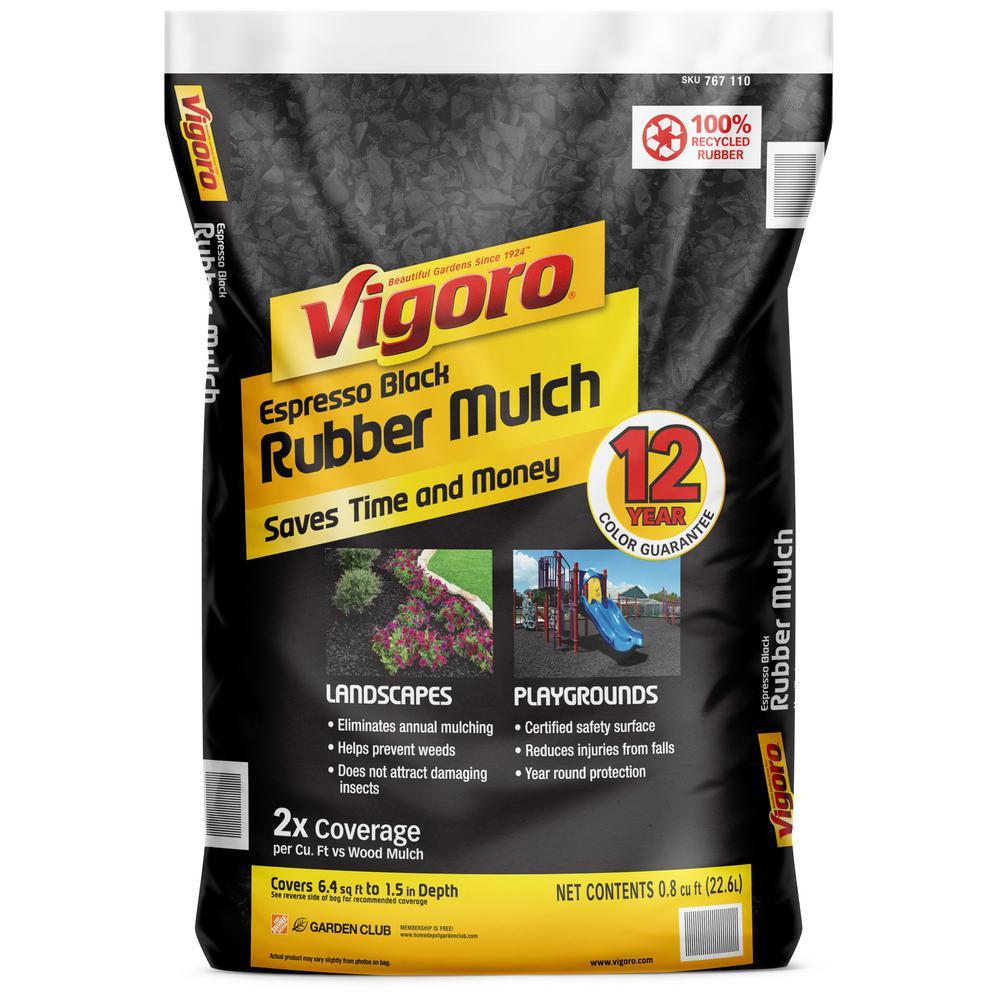 SKU 767 110
100%
RECYCLED
RUBBER
Vigoro
Espresso Black
Rubber Mulch
Beautiful Gardens Since 1924™
Vigoro®
Espresso Black
Rubber Mulch
Saves Time and Money
12
YEAR
COLOR GUARANTEE
LANDSCAPES
• Eliminates annual mulching
• Helps prevent weeds
• Does not attract damaging
insects
PLAYGROUNDS
• Certified safety surface
• Reduces injuries from falls
• Year round protection
Espresso Black
Rubber Mulch
Vigoro
2x Coverage
per Cu. Ft vs Wood Mulch
Covers 6.4 sq ft to 1.5 in Depth
See reverse side of bag for recommended coverage
NET CONTENTS 0.8 cu ft (22.6L)
GARDEN CLUB
MEMBERSHIP IS FREE!
www.homedepotgardenclub.com
Actual product may vary slightly from photos on bag.
www.vigoro.com